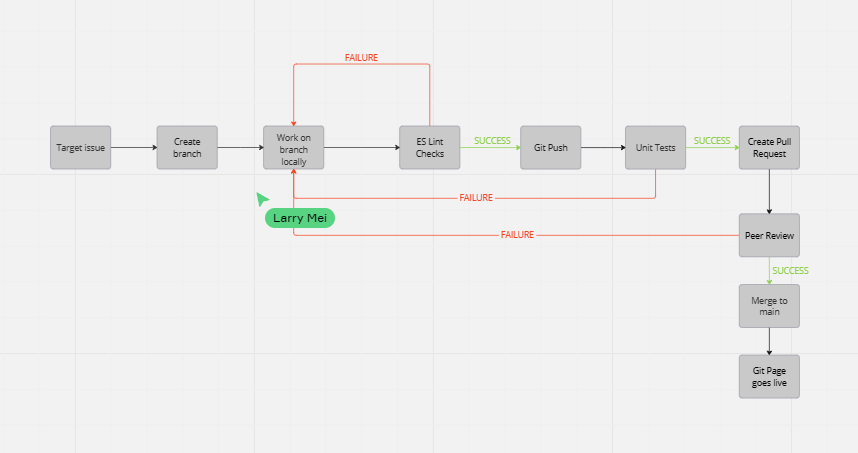 FAILURE
Target issue
Create
branch
Work on
branch
locally
ES Lint
Checks
SUCCESS
Git Push
Unit Tests
SUCCESS
Create Pull
Request
FAILURE
Larry Mei
FAILURE
Peer Review
SUCCESS
Merge to
main
Git Page
goes live